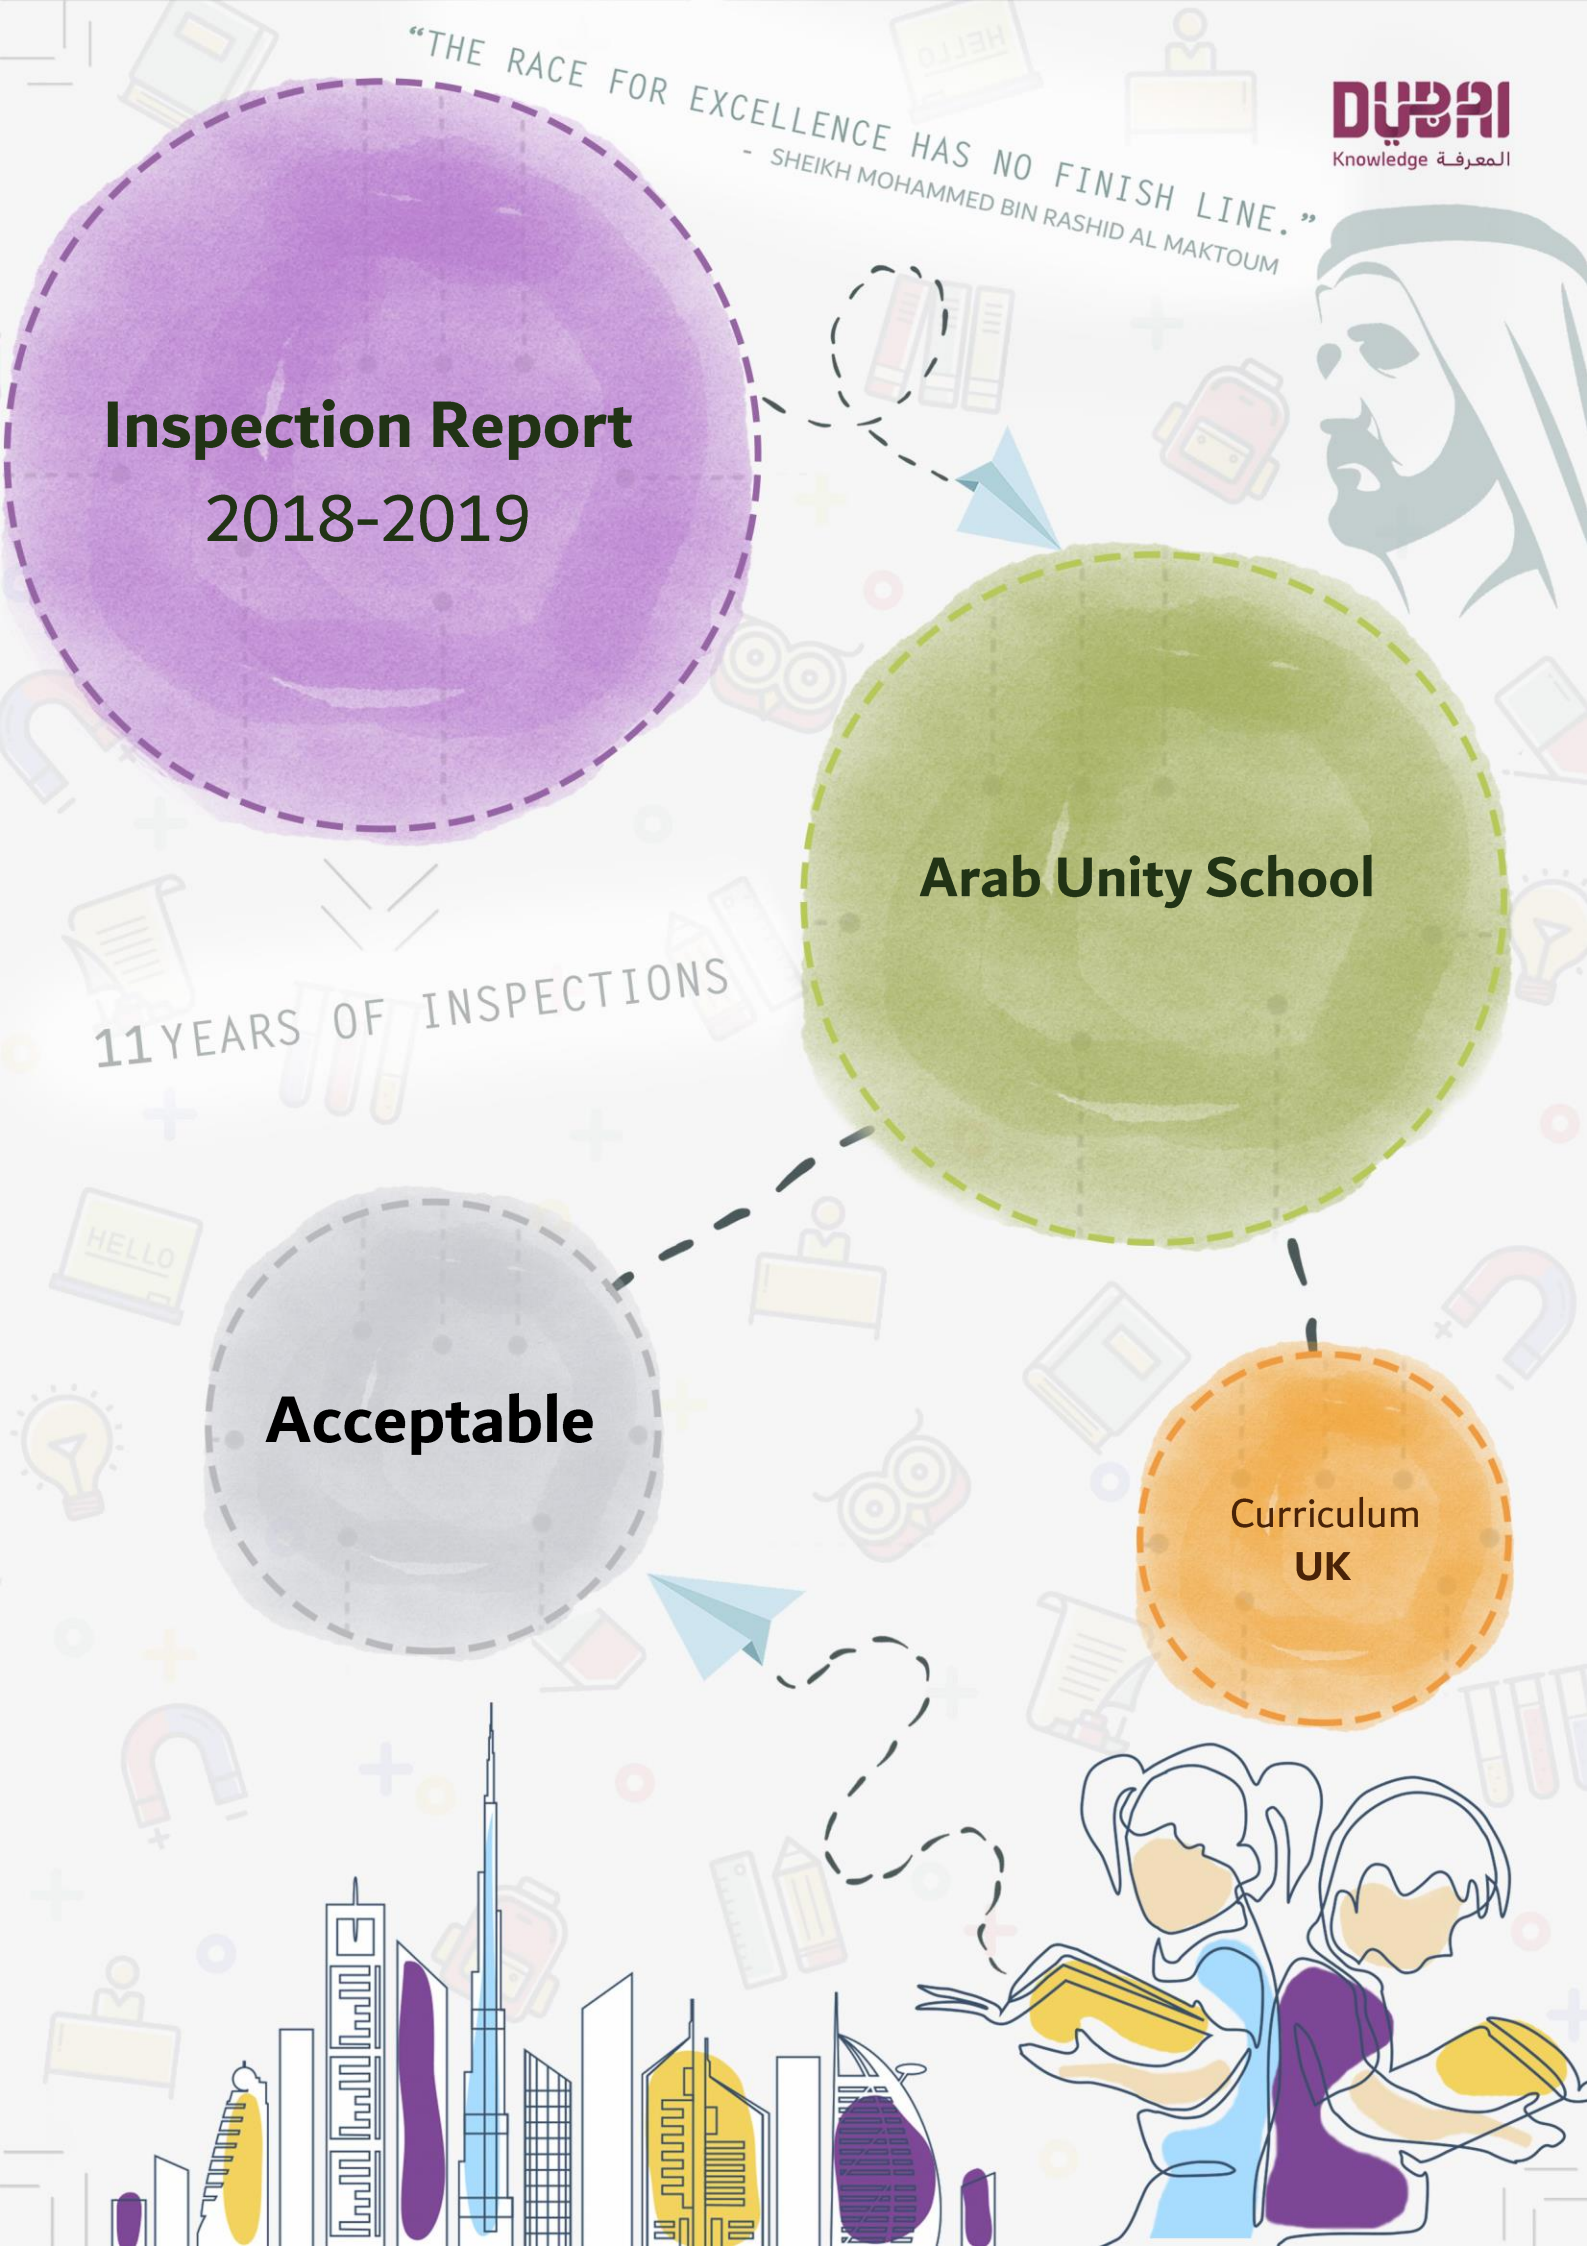 “THE RACE FOR EXCELLENCE HAS NO FINISH LINE.”
- SHEIKH MOHAMMED BIN RASHID AL MAKTOUM
DUBAI
Knowledge المعرفة
Inspection Report
2018-2019
Arab Unity School
11 YEARS OF INSPECTIONS
Acceptable
Curriculum
UK
HELLO
HELLO